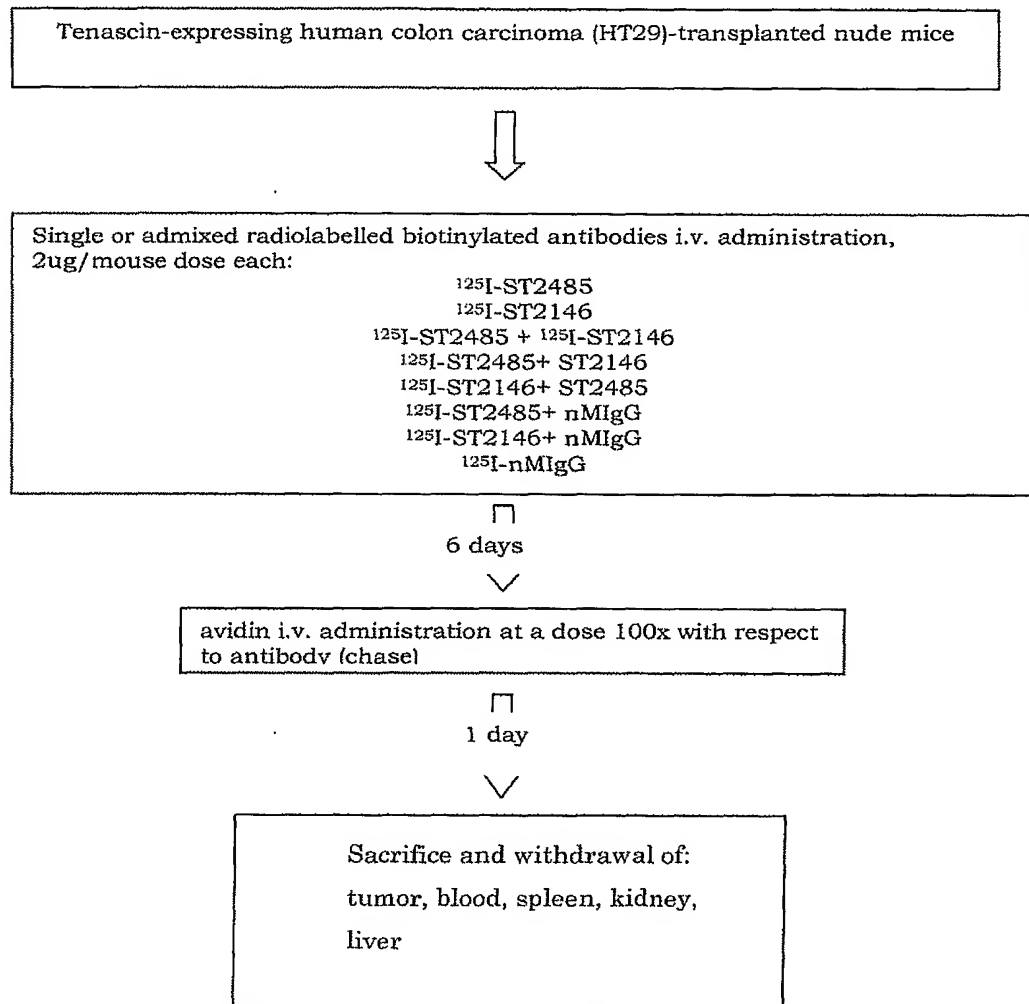 Tenascin-expressing human colon carcinoma (HT29)-transplanted nude mice
Single or admixed radiolabelled biotinylated antibodies i.v. administration,
2ug/mouse dose each:
¹²⁵I-ST2485
¹²⁵I-ST2146
¹²⁵I-ST2485 + ¹²⁵I-ST2146
¹²⁵I-ST2485+ ST2146
¹²⁵I-ST2146+ ST2485
¹²⁵I-ST2485+ nMIgG
¹²⁵I-ST2146+ nMIgG
¹²⁵I-nMIgG
6 days
avidin i.v. administration at a dose 100x with respect
to antibody (chase)
1 day
Sacrifice and withdrawal of:
tumor, blood, spleen, kidney,
liver